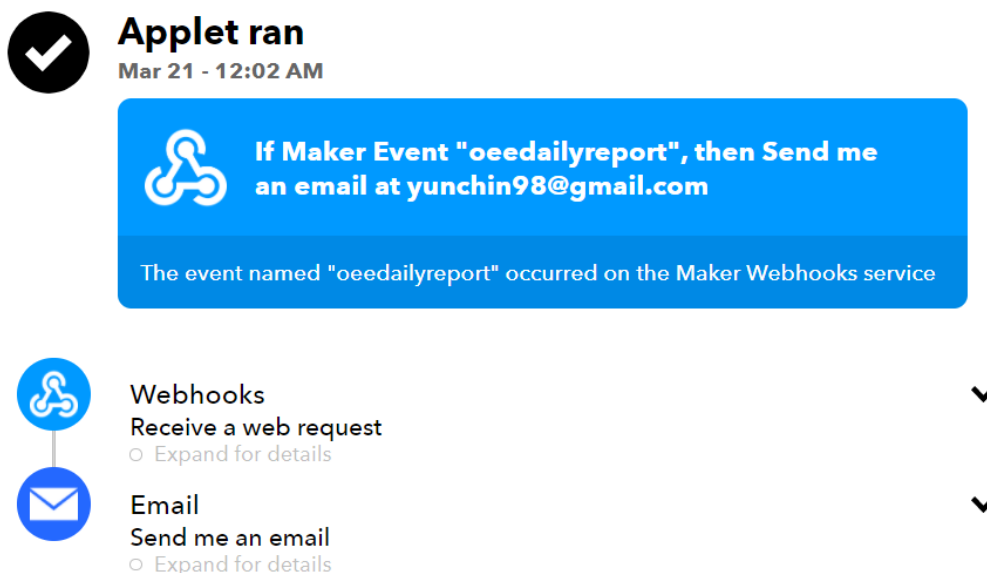 Applet ran
Mar 21 - 12:02 AM
If Maker Event "oeedailyreport", then Send me
an email at yunchin98@gmail.com
The event named "oeedailyreport" occurred on the Maker Webhooks service
Webhooks
Receive a web request
Expand for details
Email
Send me an email
Expand for details